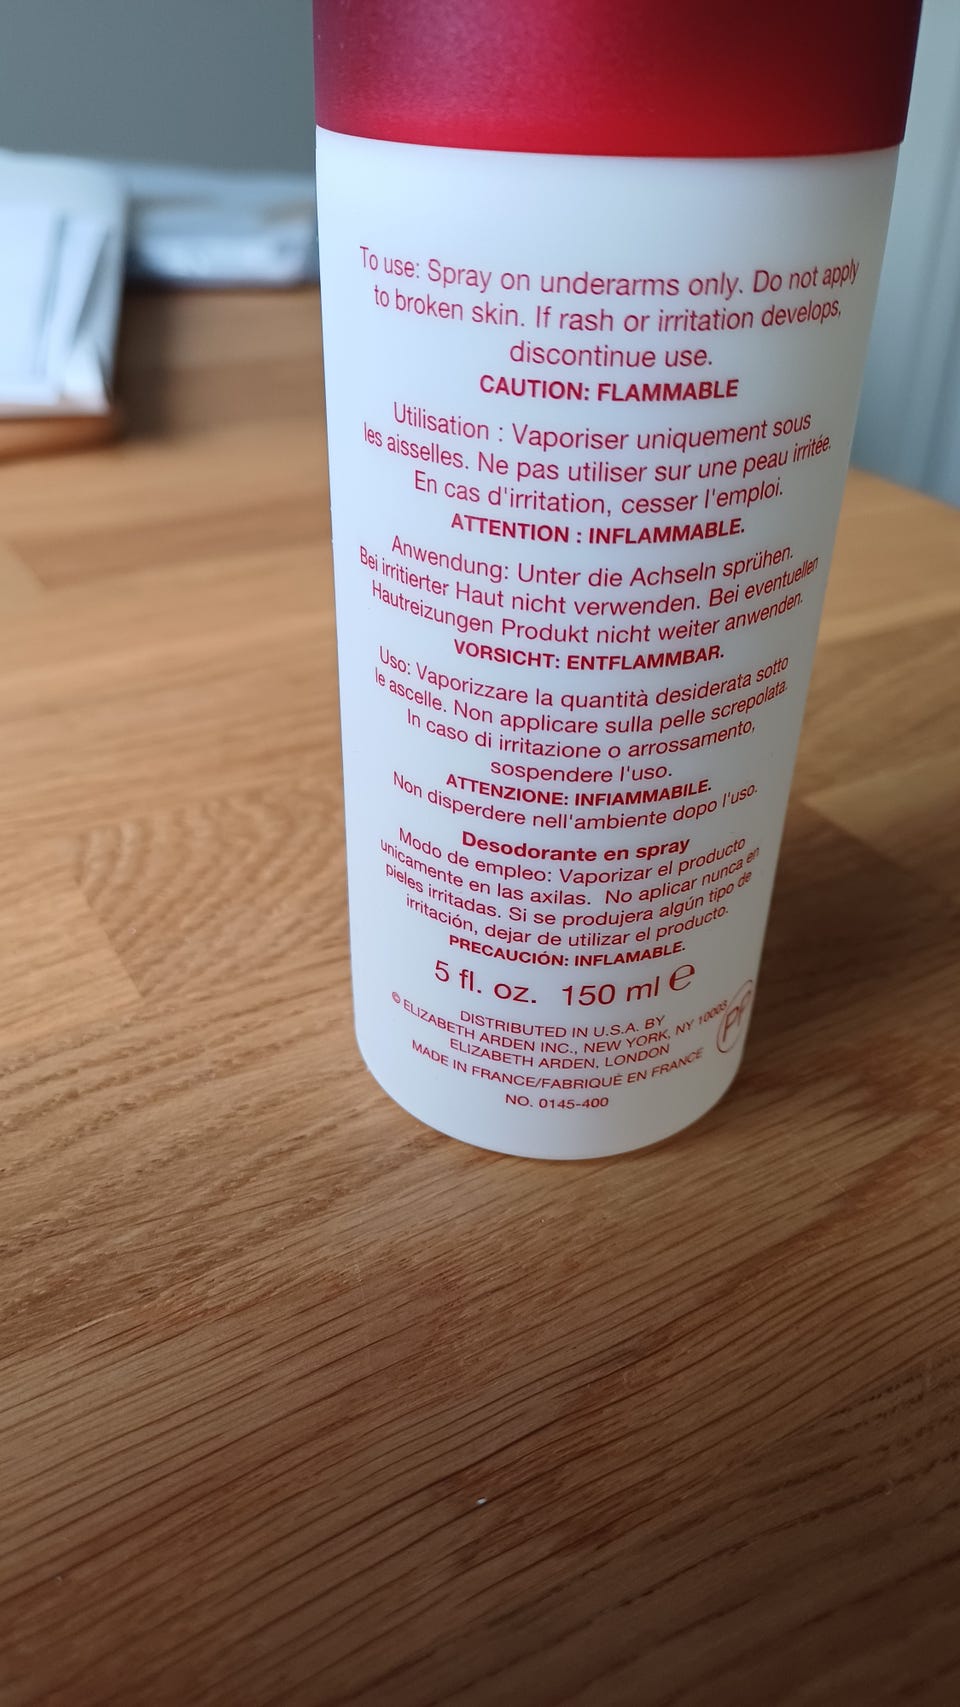 To use: Spray on underarms only. Do not apply
to broken skin. If rash or irritation develops,
discontinue use.
CAUTION: FLAMMABLE
Utilisation : Vaporiser uniquement sous
les aisselles. Ne pas utiliser sur une peau irritée.
En cas d'irritation, cesser l'emploi.
ATTENTION : INFLAMMABLE.
Anwendung: Unter die Achseln sprühen.
Bei irritierter Haut nicht verwenden. Bei eventuellen
Hautreizungen Produkt nicht weiter anwenden.
VORSICHT: ENTFLAMMBAR.
Uso: Vaporizzare la quantità desiderata sotto
le ascelle. Non applicare sulla pelle screpolata.
In caso di irritazione o arrossamento,
sospendere l'uso.
ATTENZIONE: INFIAMMABILE.
Non disperdere nell'ambiente dopo l'uso.
Desodorante en spray
Modo de empleo: Vaporizar el producto
unicamente en las axilas. No aplicar nunca en
pieles irritadas. Si se produjera algún tipo de
irritación, dejar de utilizar el producto.
PRECAUCIÓN: INFLAMABLE.
5 fl. oz. 150 ml ℮
DISTRIBUTED IN U.S.A. BY
© ELIZABETH ARDEN INC., NEW YORK, NY 10003
ELIZABETH ARDEN, LONDON
MADE IN FRANCE/FABRIQUÉ EN FRANCE
NO. 0145-400